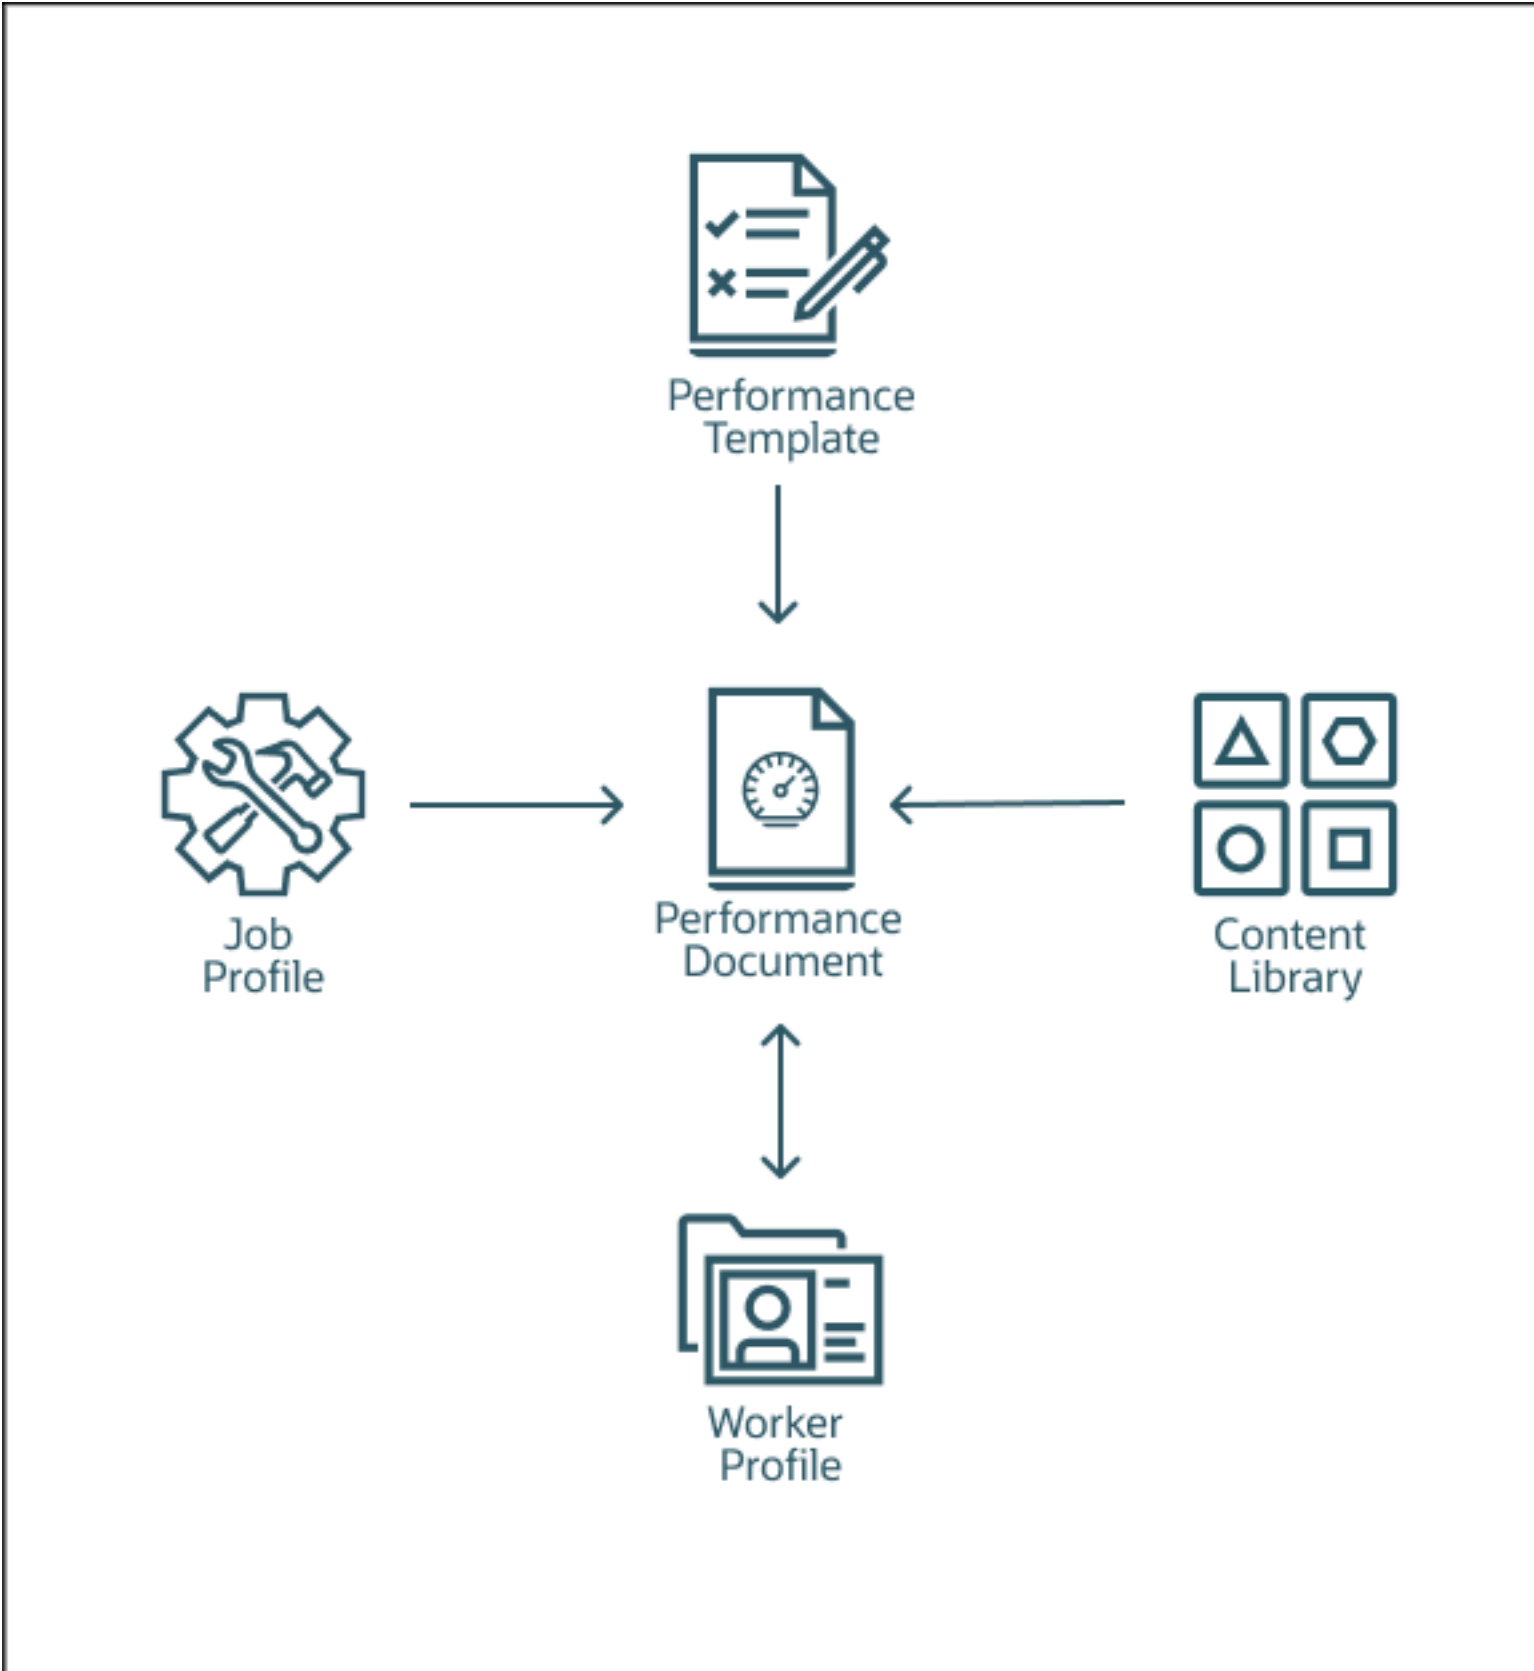 Performance
Template
Job
Profile
Performance
Document
Content
Library
Worker
Profile